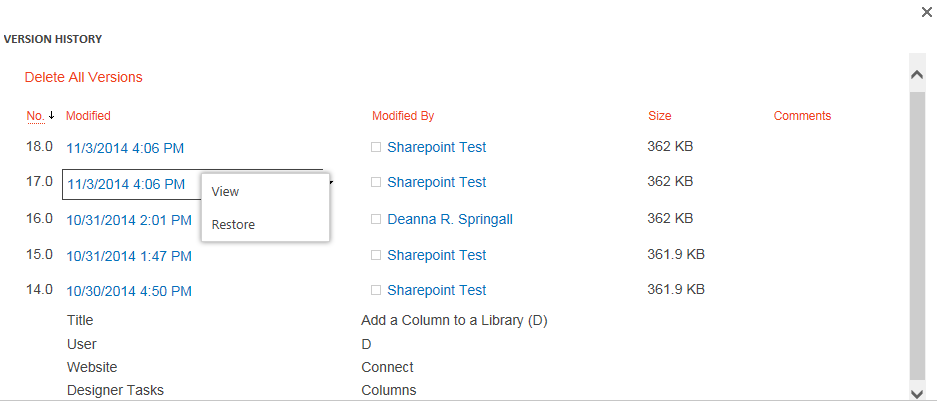 VERSION HISTORY
Delete All Versions
No. Modified Modified By Size Comments
18.0 11/3/2014 4:06 PM Sharepoint Test 362 KB
17.0 11/3/2014 4:06 PM Sharepoint Test 362 KB
View
16.0 10/31/2014 2:01 PM Deanna R. Springall 362 KB
Restore
15.0 10/31/2014 1:47 PM Sharepoint Test 361.9 KB
14.0 10/30/2014 4:50 PM Sharepoint Test 361.9 KB
Title Add a Column to a Library (D)
User D
Website Connect
Designer Tasks Columns